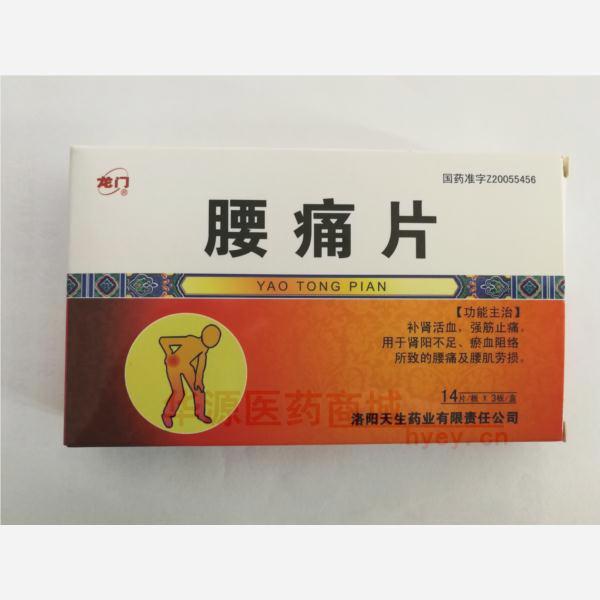 龙门®
国药准字Z20055456
腰痛片
YAO TONG PIAN
【功能主治】
补肾活血，强筋止痛。
用于肾阳不足、瘀血阻络
所致的腰痛及腰肌劳损。
14片/板 x 3板/盒
源医药商城
洛阳天生药业有限责任公司
hyey.cn